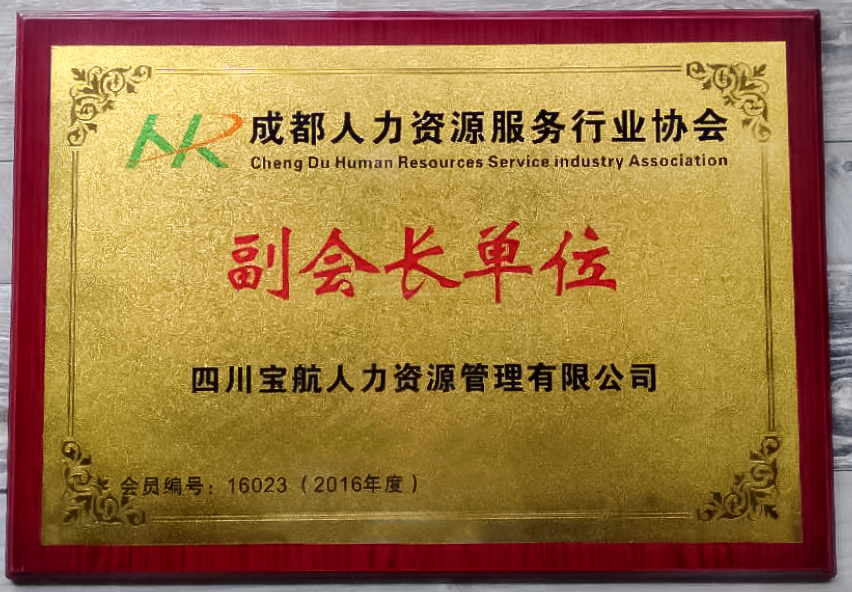 HR 成都人力资源服务行业协会
Cheng Du Human Resources Service industry Association
副会长单位
四川宝航人力资源管理有限公司
会员编号：16023（2016年度）